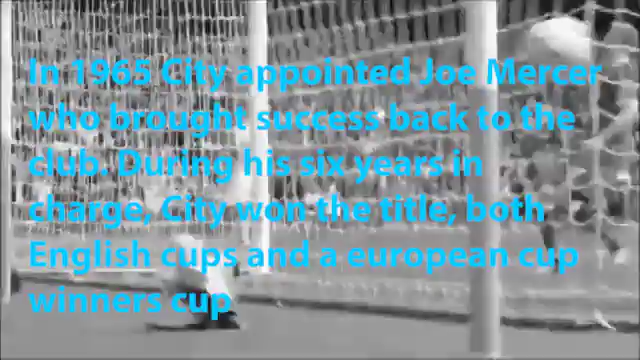 In 1965 City appointed Joe Mercer
who brought success back to the
club. During his six years in
charge, City won the title, both
English cups and a european cup
winners cup